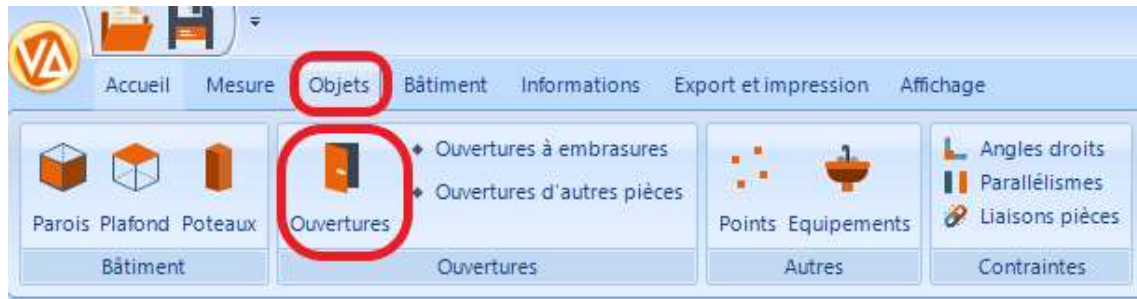 VA
Accueil Mesure Objets Bâtiment Informations Export et impression Affichage
Parois Plafond Poteaux
Bâtiment
Ouvertures
Ouvertures à embrasures
Ouvertures d'autres pièces
Ouvertures
Points Equipements
Autres
Angles droits
Parallélismes
Liaisons pièces
Contraintes